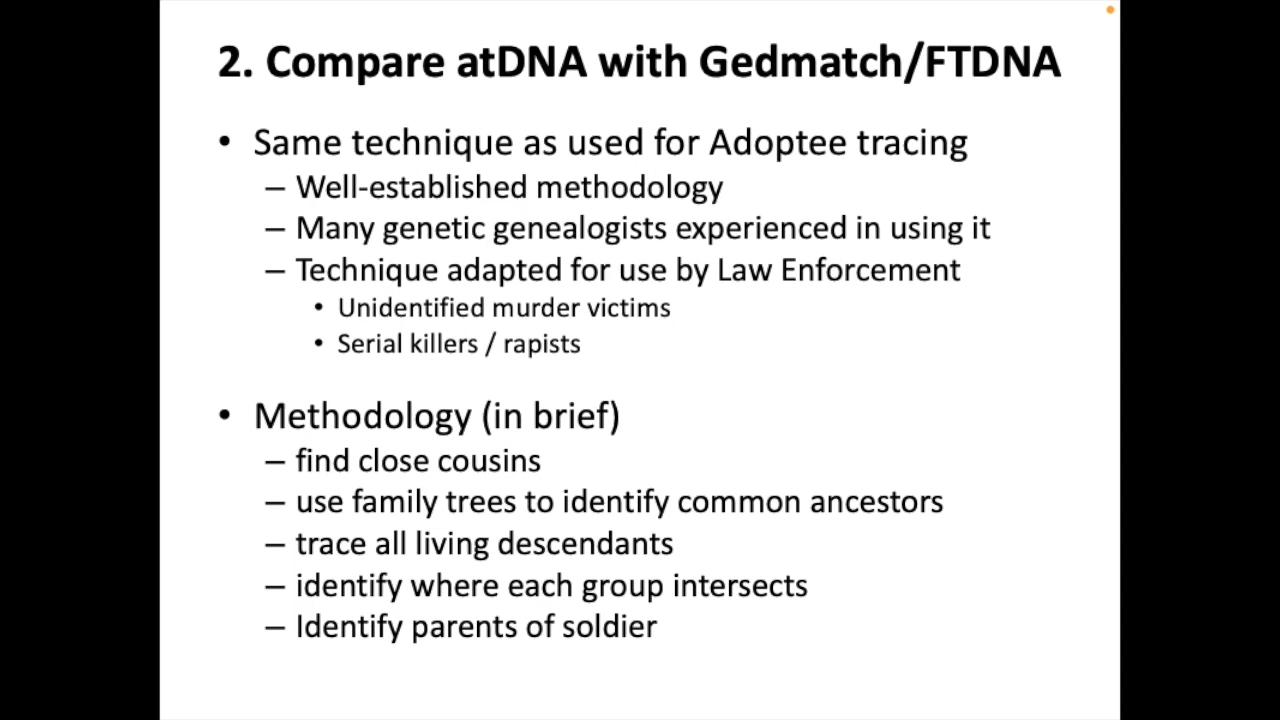 2. Compare atDNA with Gedmatch/FTDNA
• Same technique as used for Adoptee tracing
– Well-established methodology
– Many genetic genealogists experienced in using it
– Technique adapted for use by Law Enforcement
• Unidentified murder victims
• Serial killers / rapists
• Methodology (in brief)
– find close cousins
– use family trees to identify common ancestors
– trace all living descendants
– identify where each group intersects
– Identify parents of soldier